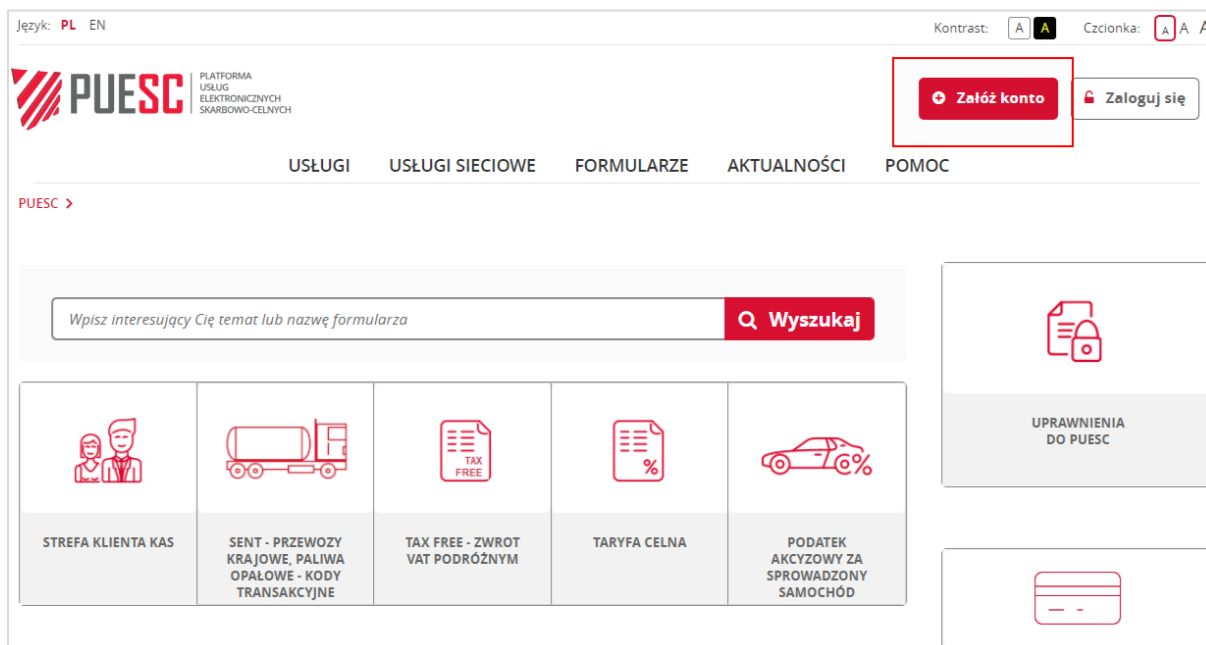 Język: PL EN
Kontrast: A A Czcionka: A A A
PUESC
PLATFORMA
USŁUG
ELEKTRONICZNYCH
SKARBOWO-CELNYCH
Załóż konto
Zaloguj się
USŁUGI USŁUGI SIECIOWE FORMULARZE AKTUALNOŚCI POMOC
PUESC >
Wpisz interesujący Cię temat lub nazwę formularza
Wyszukaj
TAX
FREE
%
%
STREFA KLIENTA KAS
SENT - PRZEWOZY
KRAJOWE, PALIWA
OPAŁOWE - KODY
TRANSAKCYJNE
TAX FREE - ZWROT
VAT PODRÓŻNYM
TARYFA CELNA
PODATEK
AKCYZOWY ZA
SPROWADZONY
SAMOCHÓD
UPRAWNIENIA
DO PUESC